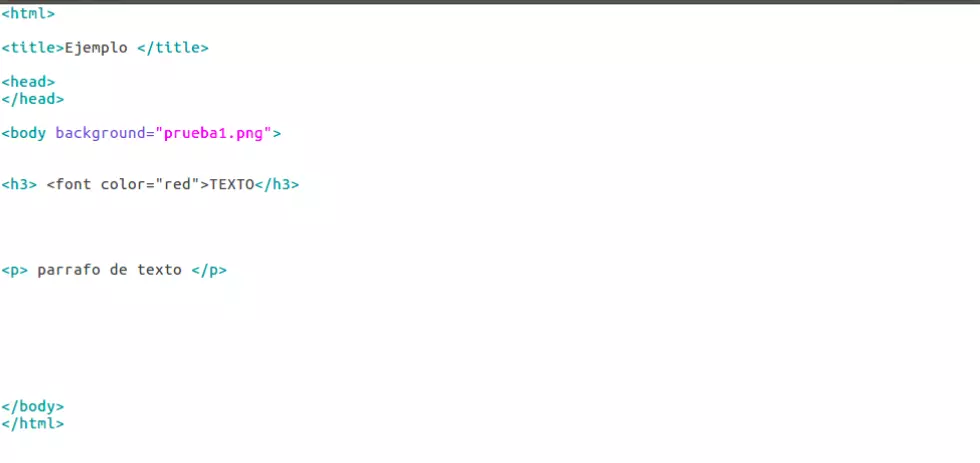 <html>
<title>Ejemplo </title>
<head>
</head>
<body background="prueba1.png">
<h3> <font color="red">TEXTO</h3>
<p> parrafo de texto </p>
</body>
</html>